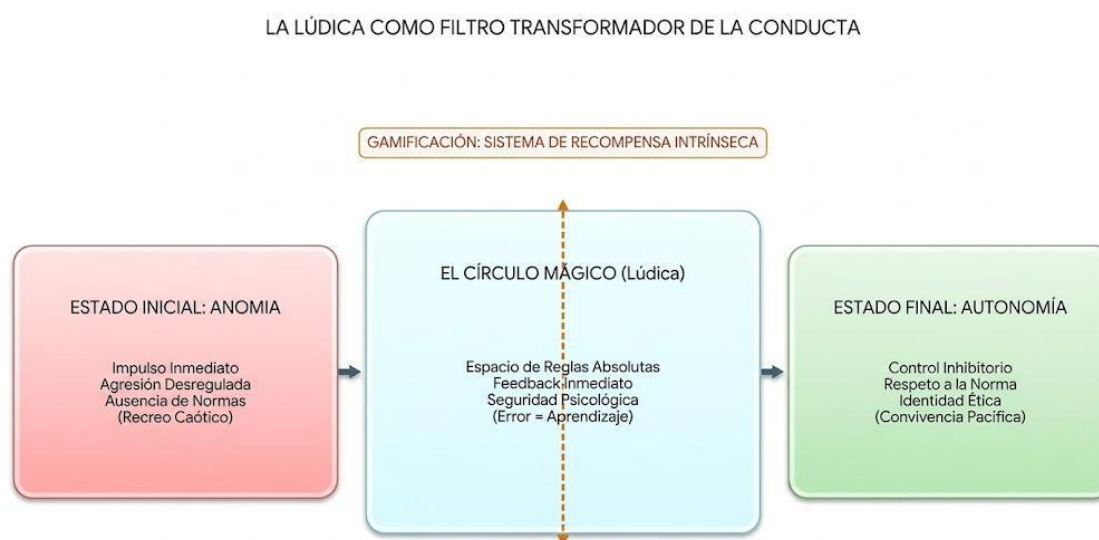 LA LÚDICA COMO FILTRO TRANSFORMADOR DE LA CONDUCTA
GAMIFICACIÓN: SISTEMA DE RECOMPENSA INTRÍNSECA
ESTADO INICIAL: ANOMIA
Impulso Inmediato
Agresión Desregulada
Ausencia de Normas
(Recreo Caótico)
EL CÍRCULO MÁGICO (Lúdica)
Espacio de Reglas Absolutas
Feedback Inmediato
Seguridad Psicológica
(Error = Aprendizaje)
ESTADO FINAL: AUTONOMÍA
Control Inhibitorio
Respeto a la Norma
Identidad Ética
(Convivencia Pacífica)